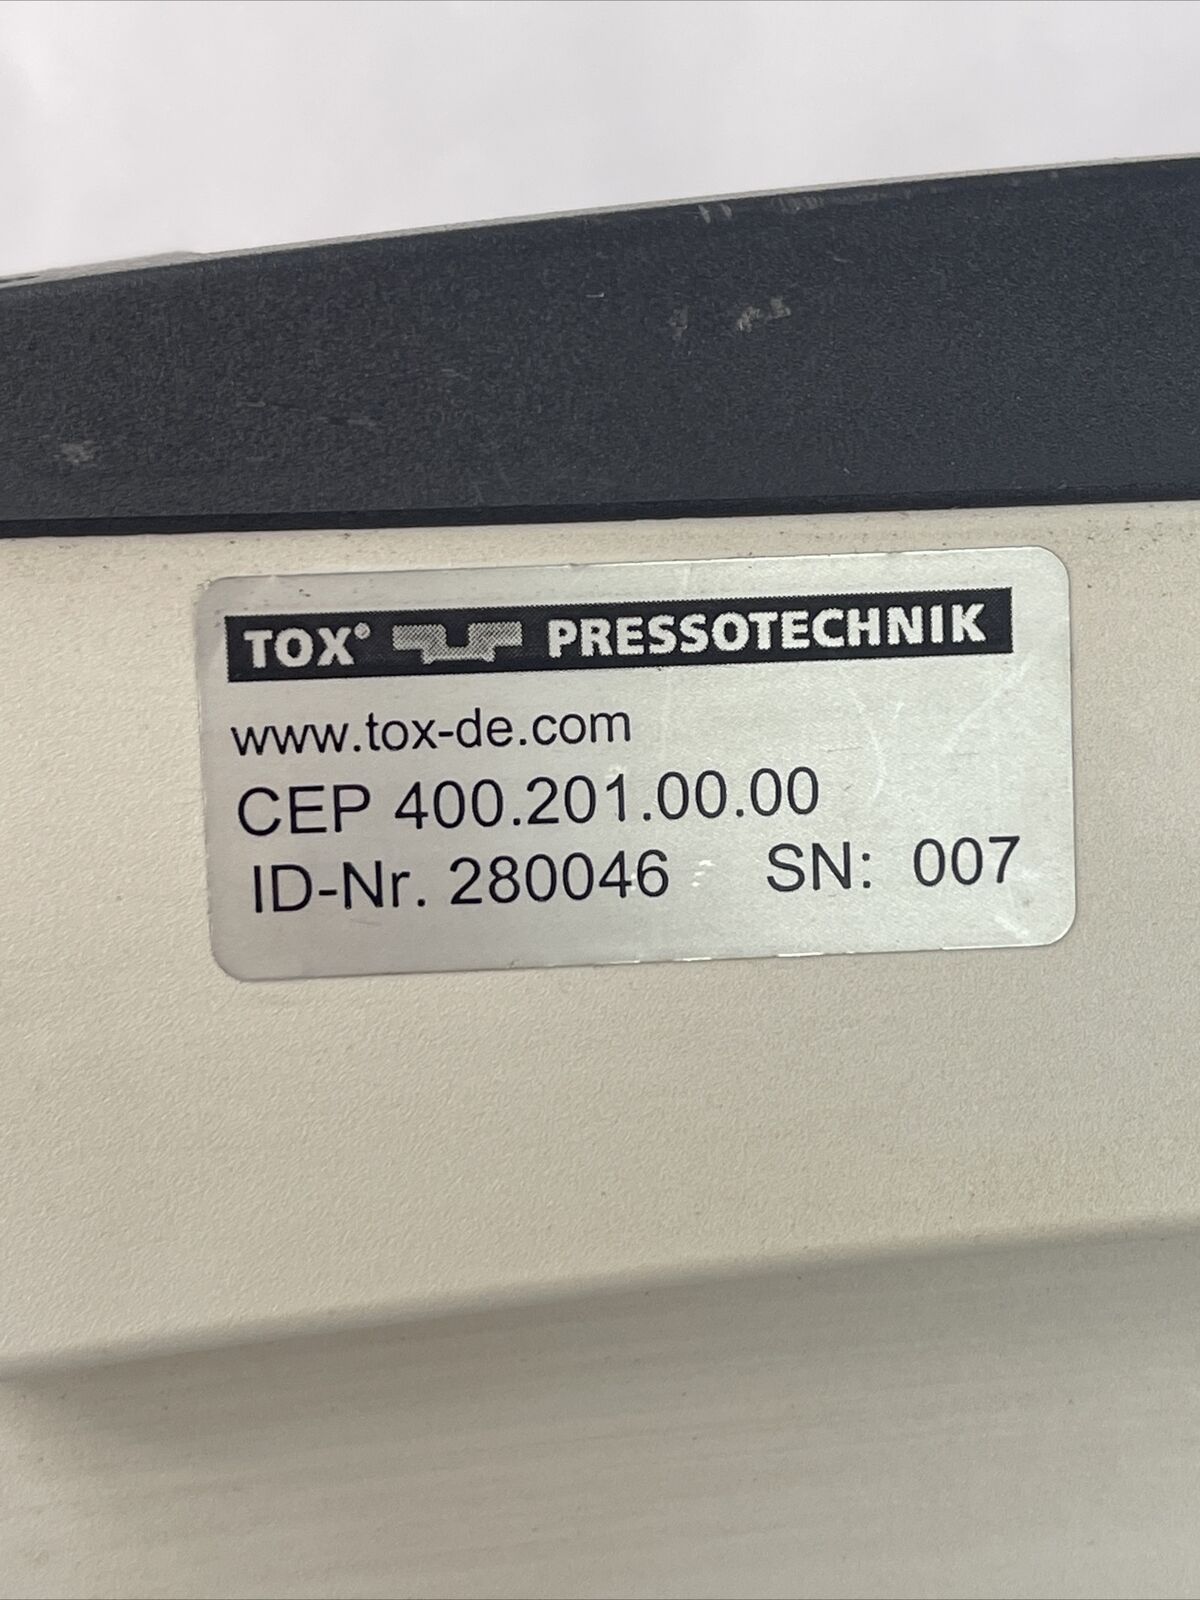 TOX® PRESSOTECHNIK
www.tox-de.com
CEP 400.201.00.00
ID-Nr. 280046 SN: 007